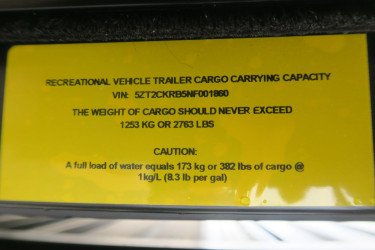 RECREATIONAL VEHICLE TRAILER CARGO CARRYING CAPACITY
VIN: 5ZT2CKRB5NF001860
THE WEIGHT OF CARGO SHOULD NEVER EXCEED
1253 KG OR 2763 LBS
CAUTION:
A full load of water equals 173 kg or 382 lbs of cargo @
1kg/L (8.3 lb per gal)